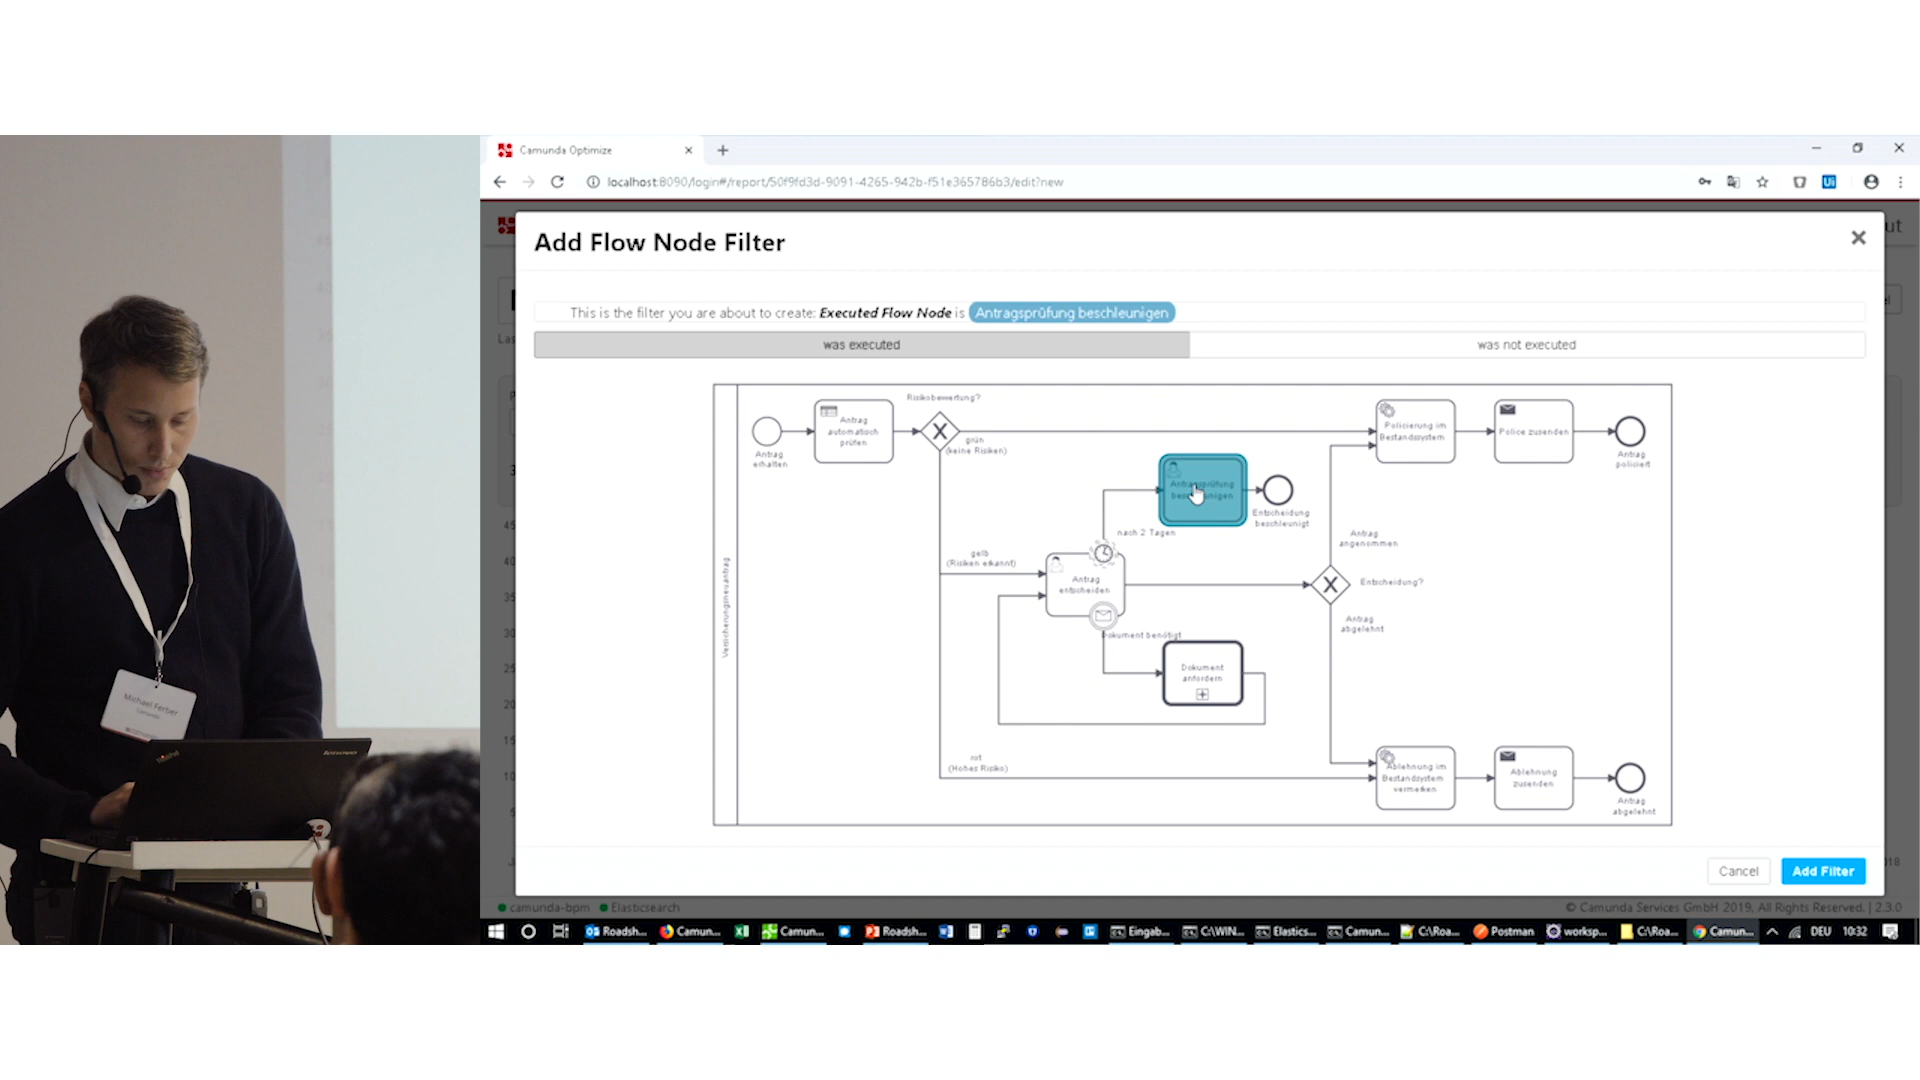 Camunda Optimize
localhost:8090/login#/report/50f9fd3d-9091-4265-942b-f51e365786b3/edit?new
Add Flow Node Filter
This is the filter you are about to create: Executed Flow Node is Antragsprüfung beschleunigen
was executed
was not executed
Risikobewertung?
Antrag
automatisch
prüfen
Antrag
erhalten
grün
(keine Risiken)
Policierung im
Bestandssystem
Police zusenden
Antrag
policiert
Antragsprüfung
beschleunigen
Entscheidung
beschleunigt
nach 2 Tagen
Antrag
angenommen
gelb
(Risiken erkannt)
Antrag
entscheiden
Entscheidung?
Versicherungsneuantrag
Antrag
abgelehnt
Dokument benötigt
Dokument
anfordern
rot
(Hohes Risiko)
Ablehnung im
Bestandssystem
vermerken
Ablehnung
zusenden
Antrag
abgelehnt
Cancel
Add Filter
camunda-bpm
Elasticsearch
© Camunda Services GmbH 2019, All Rights Reserved. | 2.3.0
Roadsh...
Camun...
Camun...
Roadsh...
Eingab...
C:\WIN...
Elastics...
Camun...
C:\Roa...
Postman
worksp...
C:\Roa...
Camun...
DEU
10:32
Michael Ferber
Camunda
ThinkPad
lenovo